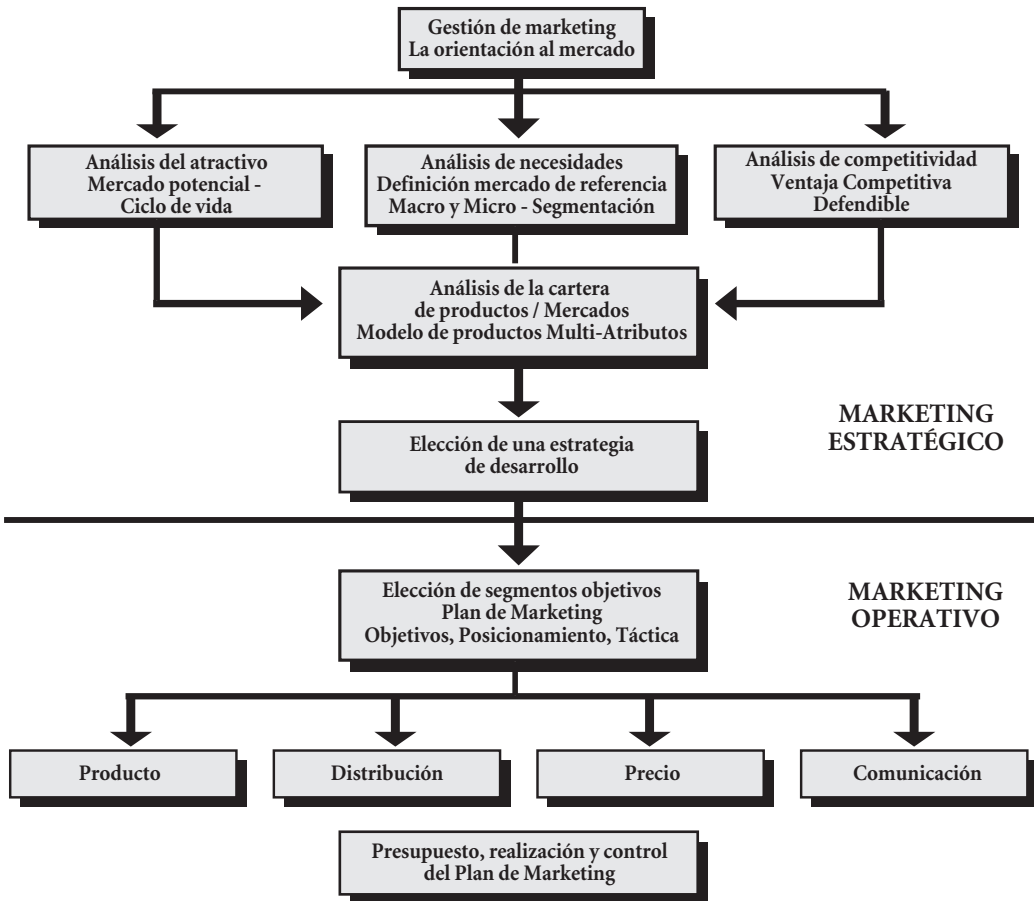 Gestión de marketing
La orientación al mercado
Análisis del atractivo
Mercado potencial -
Ciclo de vida
Análisis de necesidades
Definición mercado de referencia
Macro y Micro - Segmentación
Análisis de competitividad
Ventaja Competitiva
Defendible
Análisis de la cartera
de productos / Mercados
Modelo de productos Multi-Atributos
MARKETING
ESTRATÉGICO
Elección de una estrategia
de desarrollo
Elección de segmentos objetivos
Plan de Marketing
Objetivos, Posicionamiento, Táctica
MARKETING
OPERATIVO
Producto
Distribución
Precio
Comunicación
Presupuesto, realización y control
del Plan de Marketing